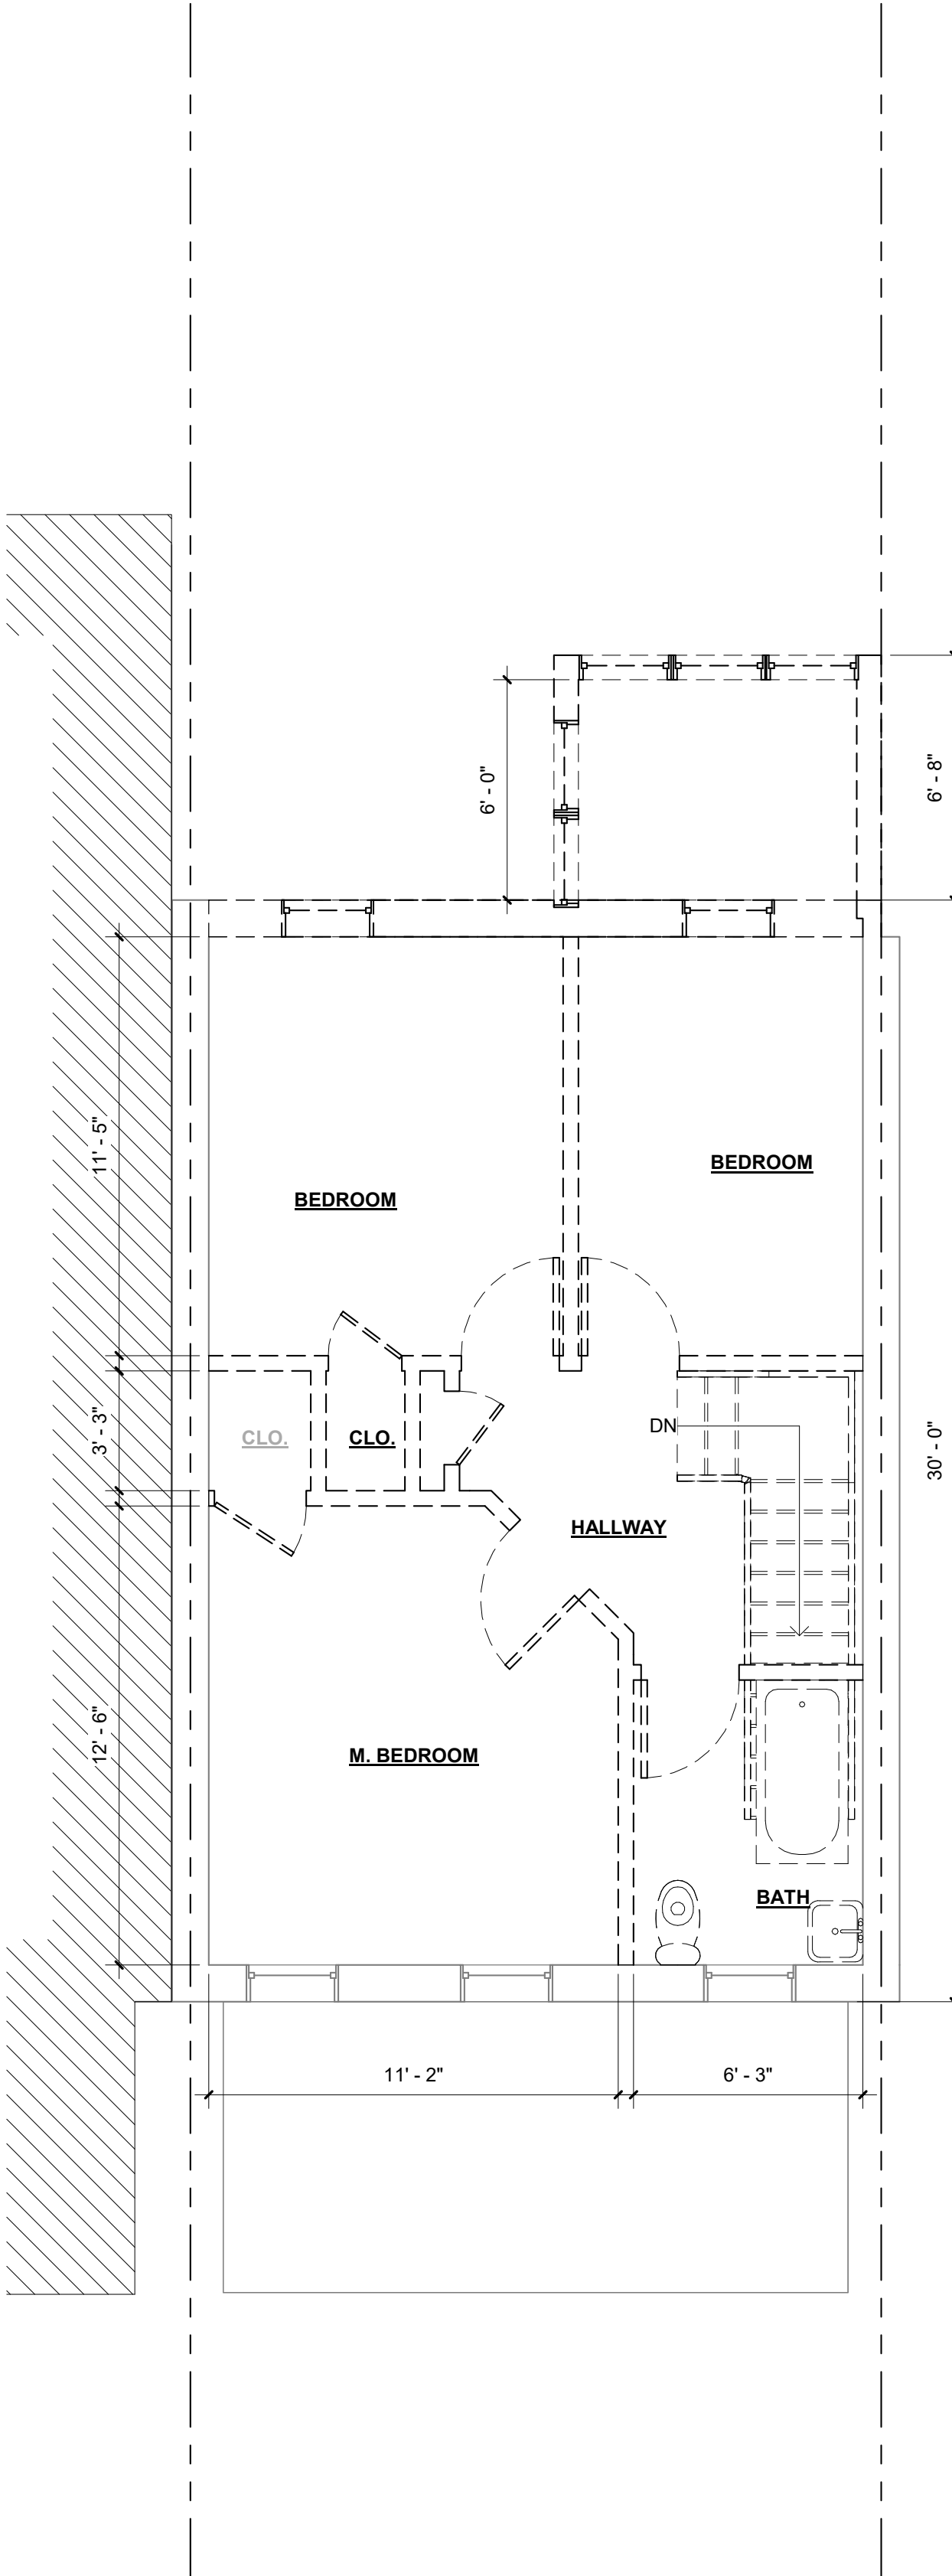 6' - 0"
6' - 8"
11' - 5"
BEDROOM
BEDROOM
3' - 3"
CLO.
CLO.
DN
30' - 0"
HALLWAY
12' - 6"
M. BEDROOM
BATH
11' - 2"
6' - 3"